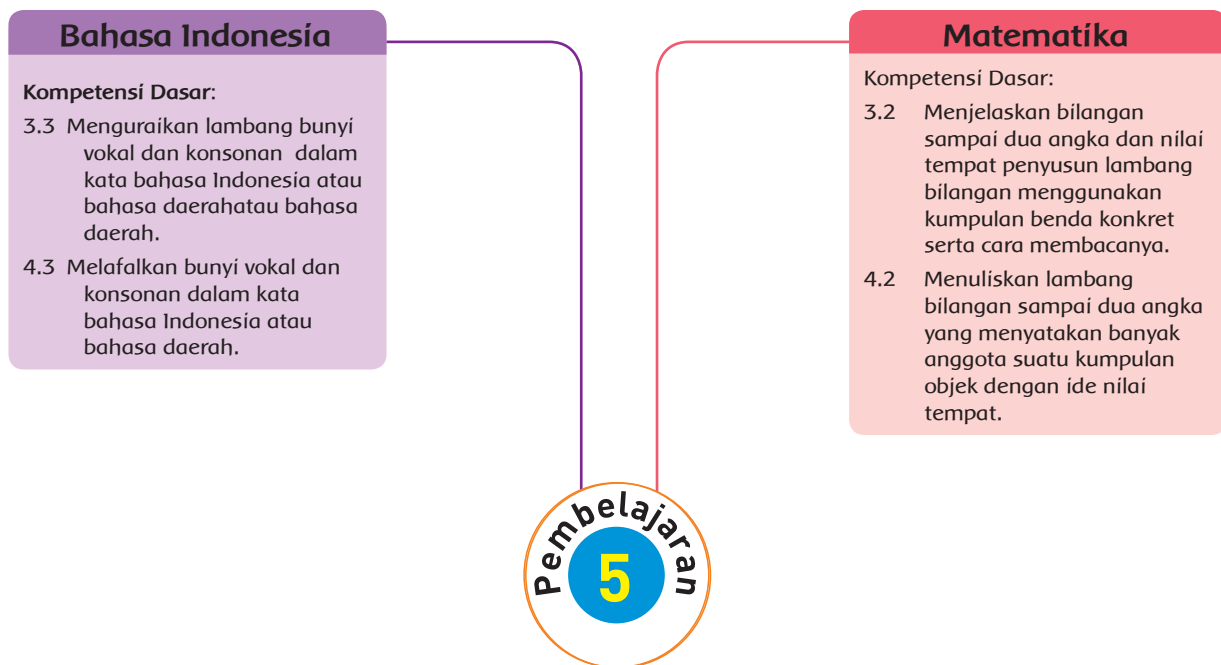 Bahasa Indonesia
Kompetensi Dasar:
3.3 Menguraikan lambang bunyi
vokal dan konsonan dalam
kata bahasa Indonesia atau
bahasa daerahatau bahasa
daerah.
4.3 Melafalkan bunyi vokal dan
konsonan dalam kata
bahasa Indonesia atau
bahasa daerah.
Matematika
Kompetensi Dasar:
3.2 Menjelaskan bilangan
sampai dua angka dan nilai
tempat penyusun lambang
bilangan menggunakan
kumpulan benda konkret
serta cara membacanya.
4.2 Menuliskan lambang
bilangan sampai dua angka
yang menyatakan banyak
anggota suatu kumpulan
objek dengan ide nilai
tempat.
Pembelajaran
5